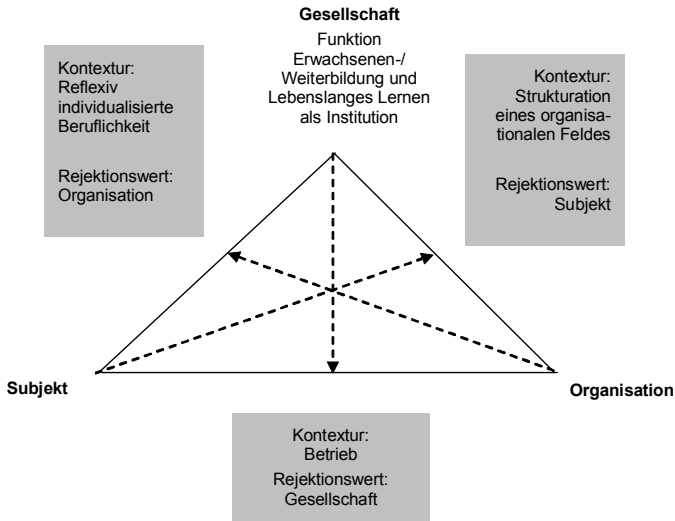 Gesellschaft
Funktion
Erwachsenen-/
Weiterbildung und
Lebenslanges Lernen
als Institution
Kontextur:
Reflexiv
individualisierte
Beruflichkeit
Rejektionswert:
Organisation
Kontextur:
Strukturation
eines organisa-
tionalen Feldes
Rejektionswert:
Subjekt
Subjekt
Organisation
Kontextur:
Betrieb
Rejektionswert:
Gesellschaft